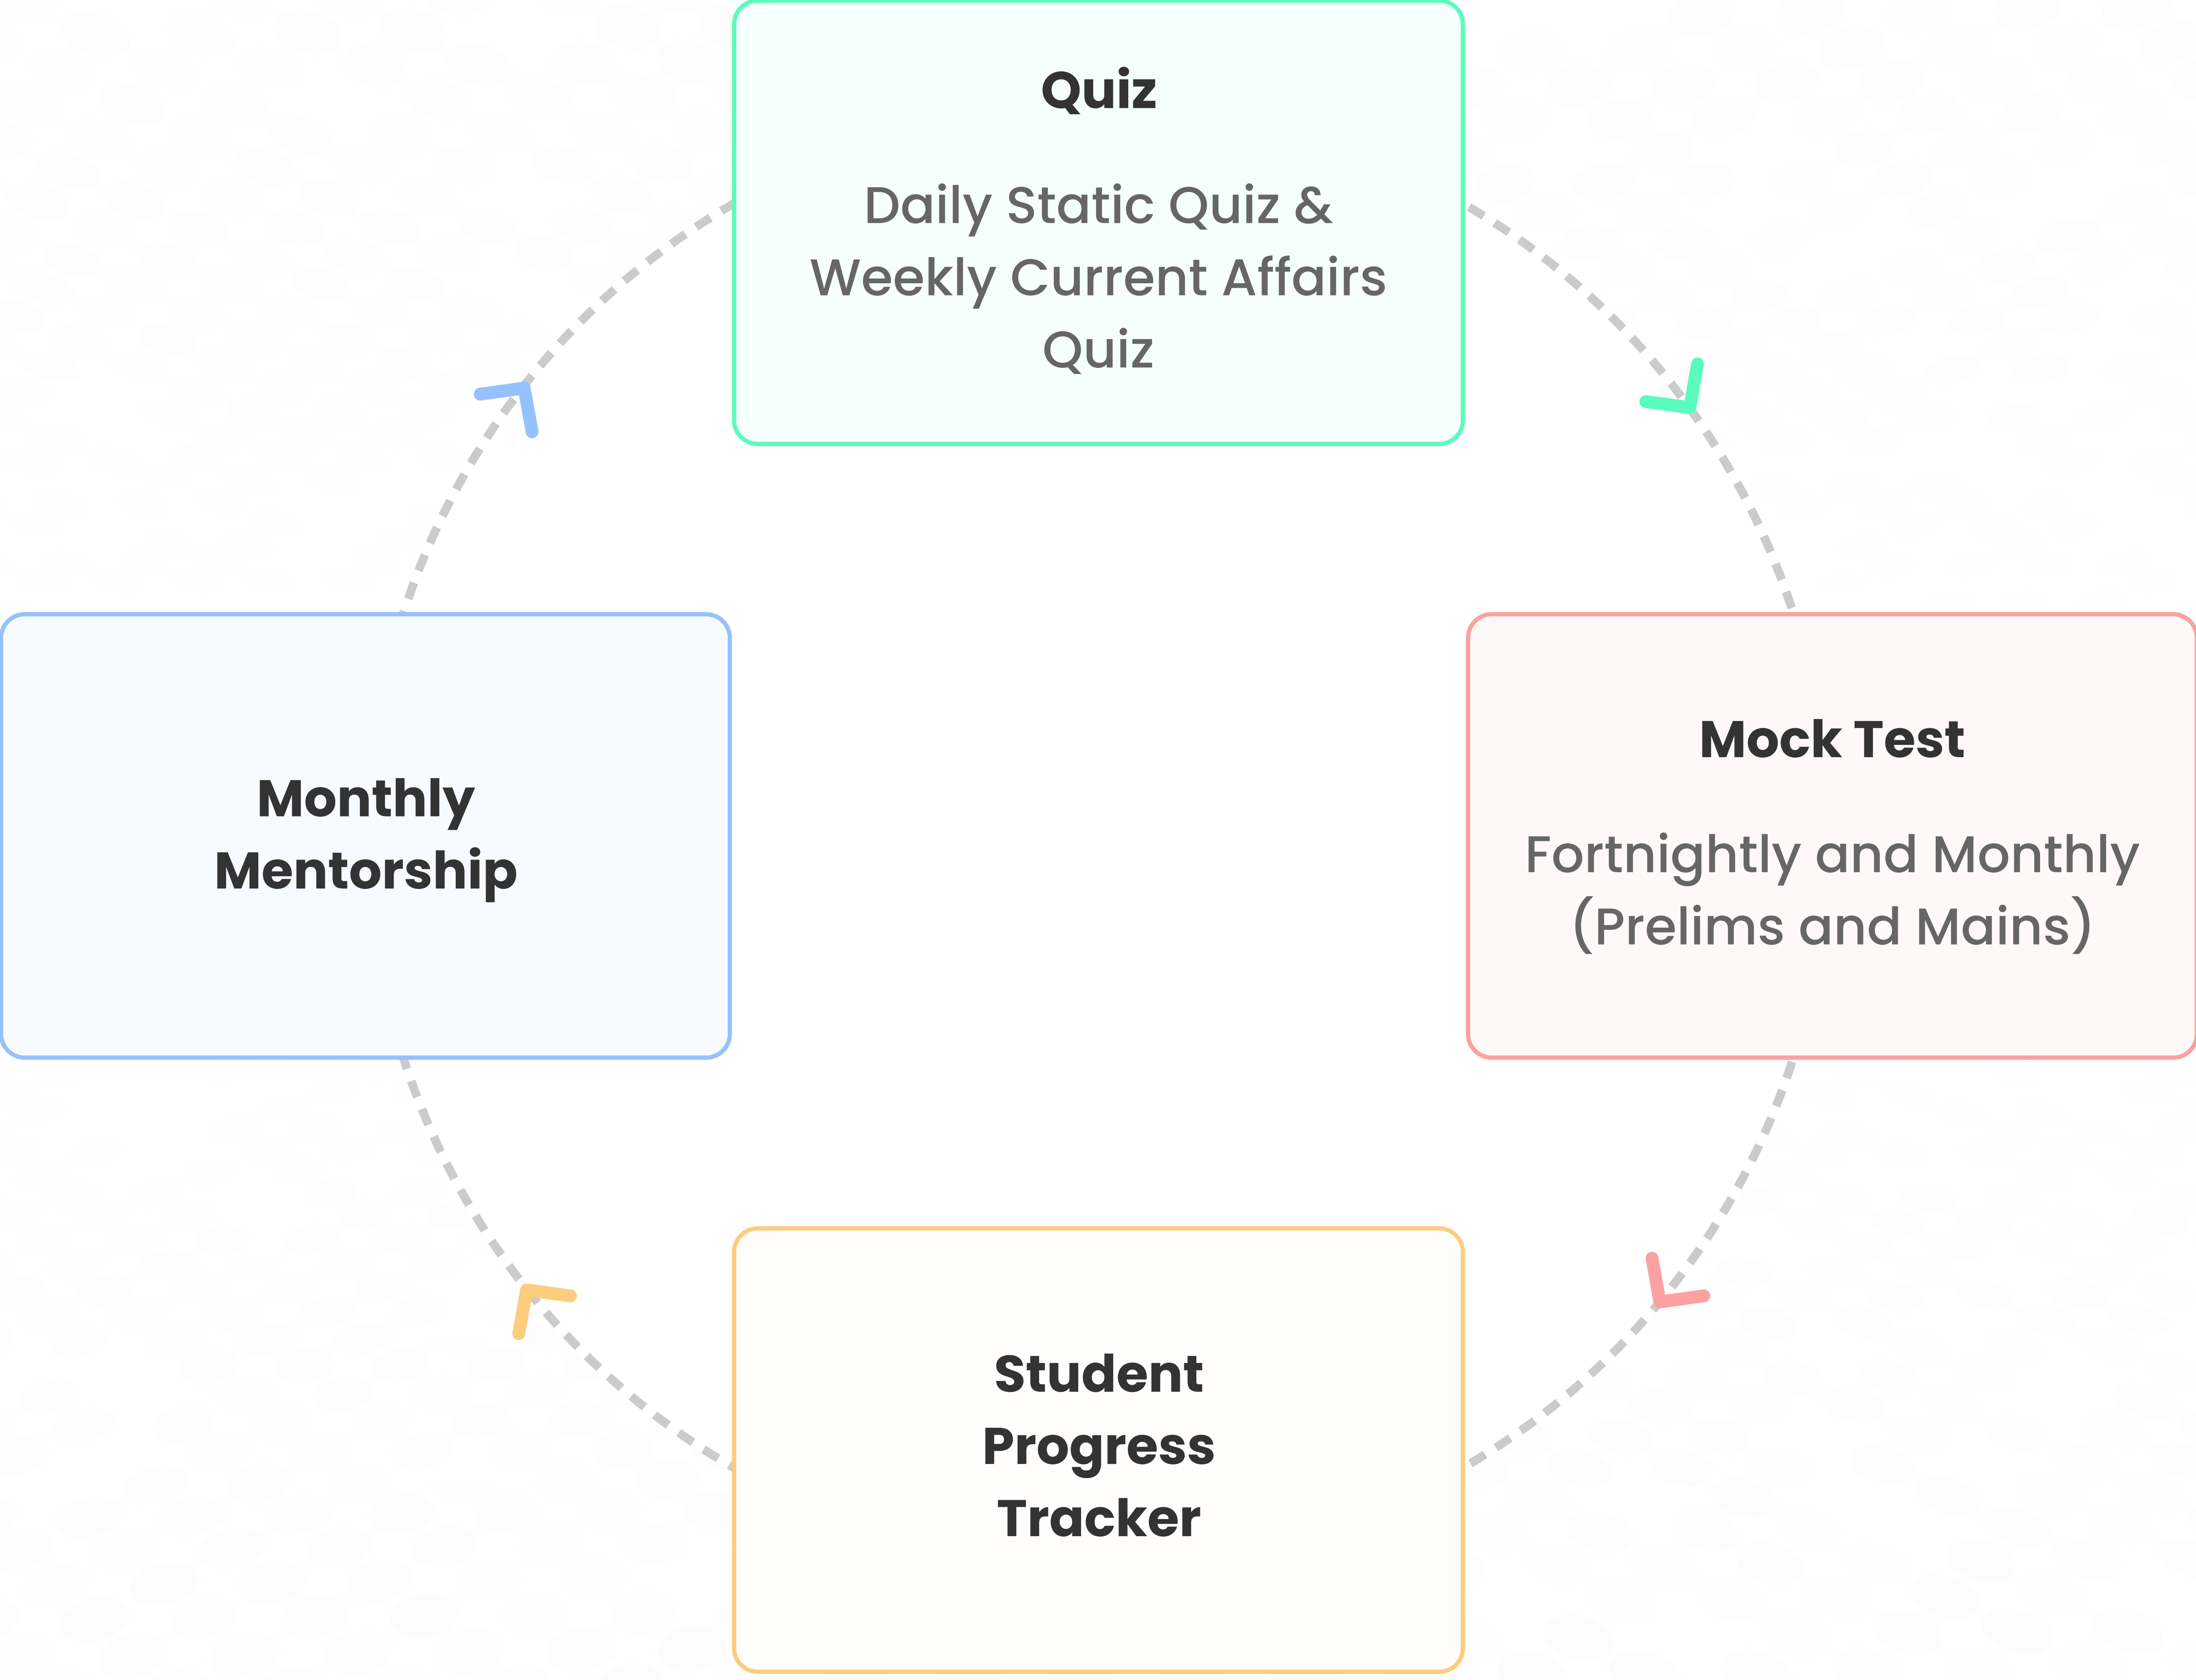 Quiz
Daily Static Quiz &
Weekly Current Affairs
Quiz
Monthly
Mentorship
Mock Test
Fortnightly and Monthly
(Prelims and Mains)
Student
Progress
Tracker